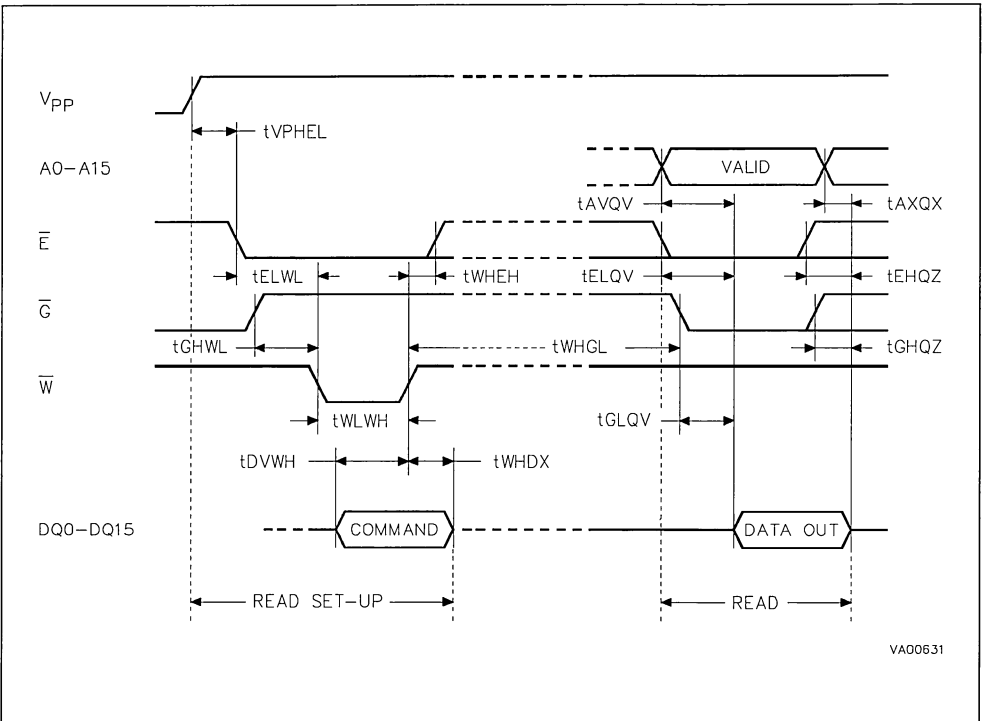 VPP
tVPHEL
A0-A15
VALID
tAVQV
tAXQX
E
tELWL
tWHEH
tELQV
tEHQZ
G
tGHWL
tWHGL
tGHQZ
W
tWLWH
tGLQV
tDVWH
tWHDX
DQ0-DQ15
COMMAND
DATA OUT
READ SET-UP
READ
VA00631